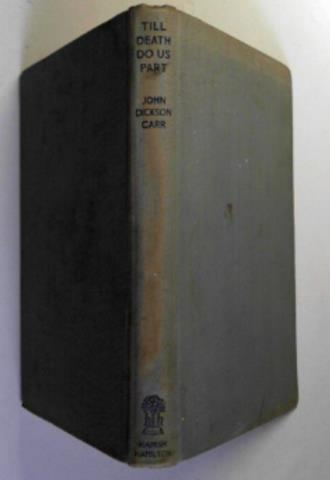 TILL
DEATH
DO US
PART
JOHN
DICKSON
CARR
HAMISH
HAMILTON